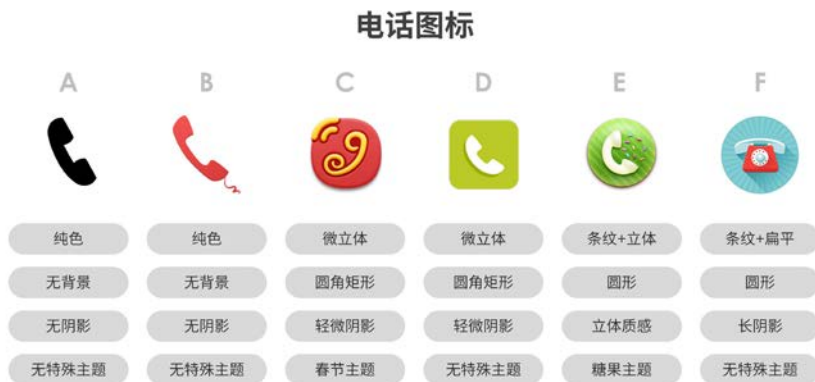 电话图标
A B C D E F
纯色 纯色 微立体 微立体 条纹+立体 条纹+扁平
无背景 无背景 圆角矩形 圆角矩形 圆形 圆形
无阴影 无阴影 轻微阴影 轻微阴影 立体质感 长阴影
无特殊主题 无特殊主题 春节主题 无特殊主题 糖果主题 无特殊主题